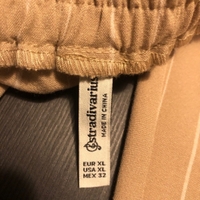 stradivarius
MADE IN
CHINA
EUR XL
USA XL
MEX 32